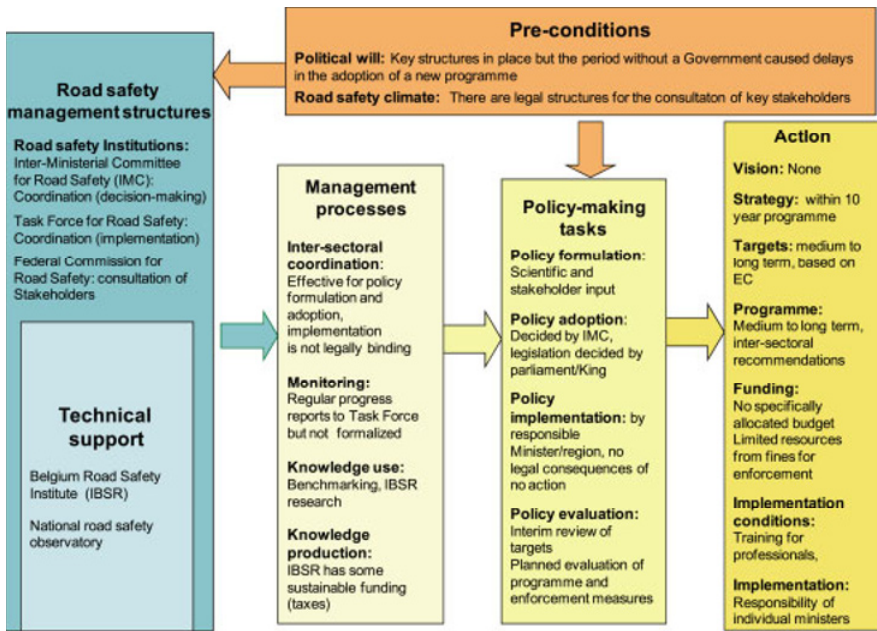 Pre-conditions
Political will: Key structures in place but the period without a Government caused delays
in the adoption of a new programme
Road safety climate: There are legal structures for the consultaton of key stakeholders
Road safety
management structures
Road safety Institutions:
Inter-Ministerial Committee
for Road Safety (IMC):
Coordination (decision-making)
Task Force for Road Safety:
Coordination (implementation)
Federal Commission for
Road Safety: consultation of
Stakeholders
Technical
support
Belgium Road Safety
Institute (IBSR)
National road safety
observatory
Management
processes
Inter-sectoral
coordination:
Effective for policy
formulation and
adoption,
implementation
is not legally binding
Monitoring:
Regular progress
reports to Task Force
but not formalized
Knowledge use:
Benchmarking, IBSR
research
Knowledge
production:
IBSR has some
sustainable funding
(taxes)
Policy-making
tasks
Policy formulation:
Scientific and
stakeholder input
Policy adoption:
Decided by IMC,
legislation decided by
parliament/King
Policy
implementation: by
responsible
Minister/region, no
legal consequences of
no action
Policy evaluation:
Interim review of
targets
Planned evaluation of
programme and
enforcement measures
Action
Vision: None
Strategy: within 10
year programme
Targets: medium to
long term, based on
EC
Programme:
Medium to long term,
inter-sectoral
recommendations
Funding:
No specifically
allocated budget
Limited resources
from fines for
enforcement
Implementation
conditions:
Training for
professionals,
Implementation:
Responsibility of
individual ministers